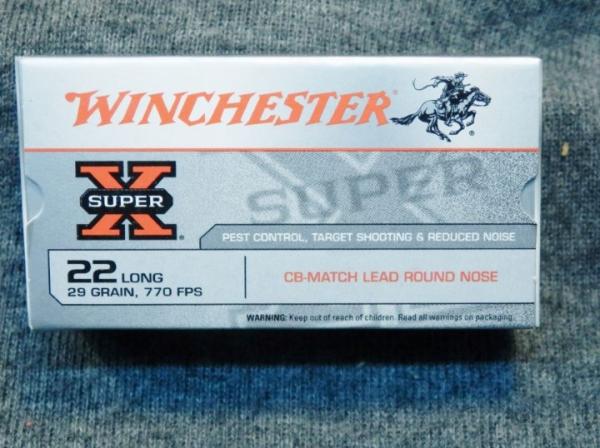 WINCHESTER®
SUPER
X
SUPER
PEST CONTROL, TARGET SHOOTING & REDUCED NOISE
22 LONG
29 GRAIN, 770 FPS
CB-MATCH LEAD ROUND NOSE
WARNING: Keep out of reach of children. Read all warnings on packaging.